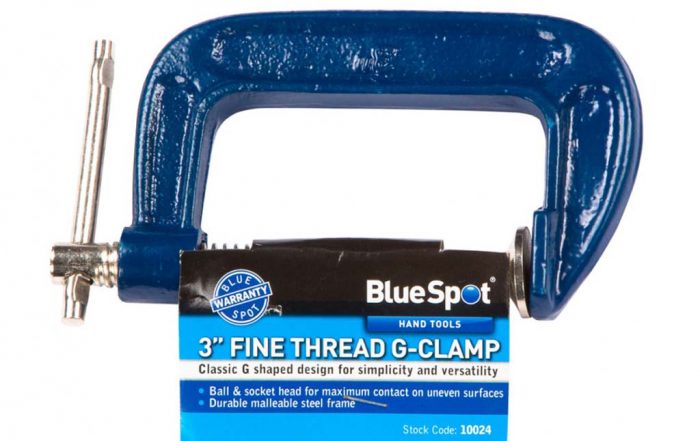 BLUE
WARRANTY
SPOT
BlueSpot®
HAND TOOLS
3” FINE THREAD G-CLAMP
Classic G shaped design for simplicity and versatility
• Ball & socket head for maximum contact on uneven surfaces
• Durable malleable steel frame
Stock Code: 10024